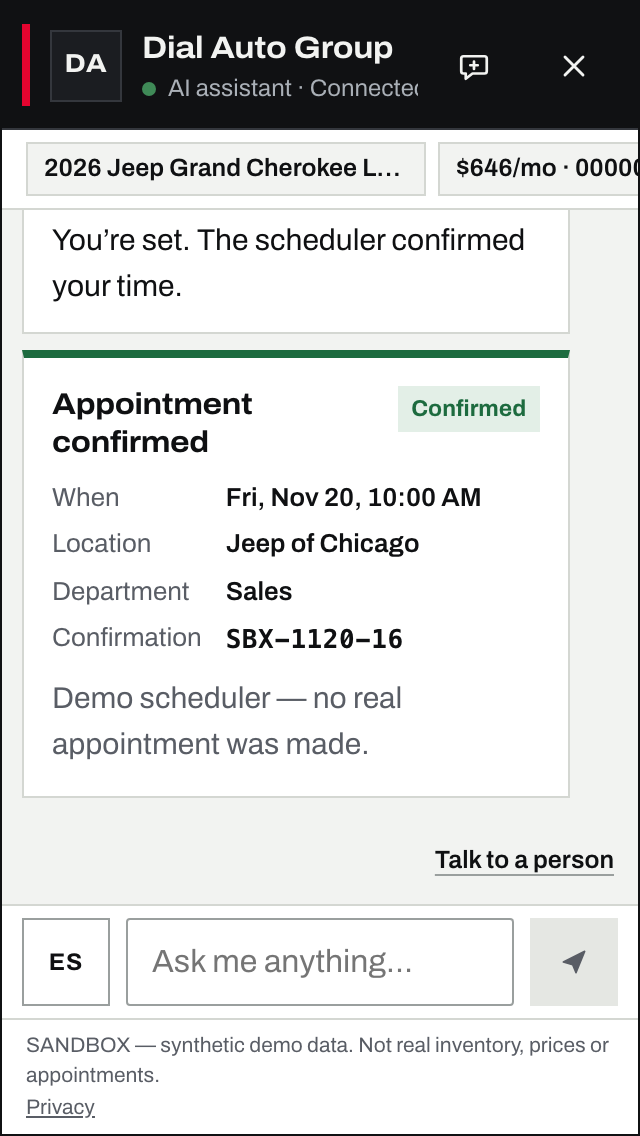 DA
Dial Auto Group
AI assistant · Connected
2026 Jeep Grand Cherokee L…
$646/mo · 0000
You’re set. The scheduler confirmed
your time.
Appointment
confirmed
Confirmed
When Fri, Nov 20, 10:00 AM
Location Jeep of Chicago
Department Sales
Confirmation SBX–1120–16
Demo scheduler — no real
appointment was made.
Talk to a person
ES
Ask me anything...
SANDBOX — synthetic demo data. Not real inventory, prices or
appointments.
Privacy